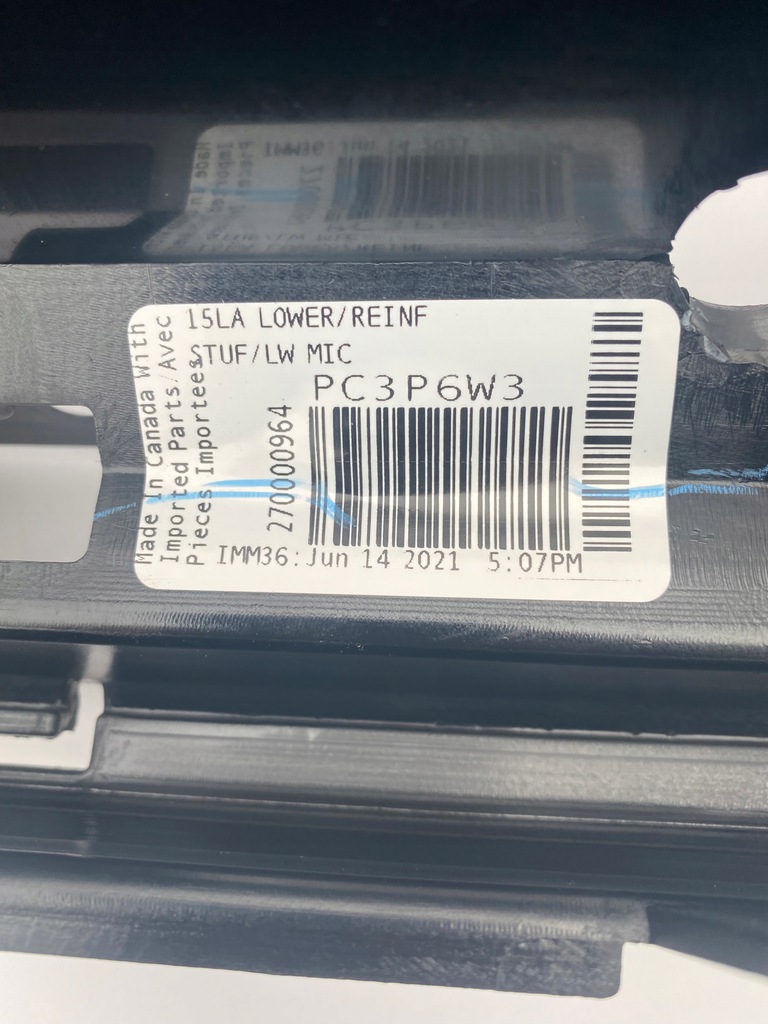 15LA LOWER/REINF
STUF/LW MIC
PC3P6W3
270000964
IMM36:Jun 14 2021 5:07PM
Made In Canada With
Imported Parts/Avec
Pieces Importees